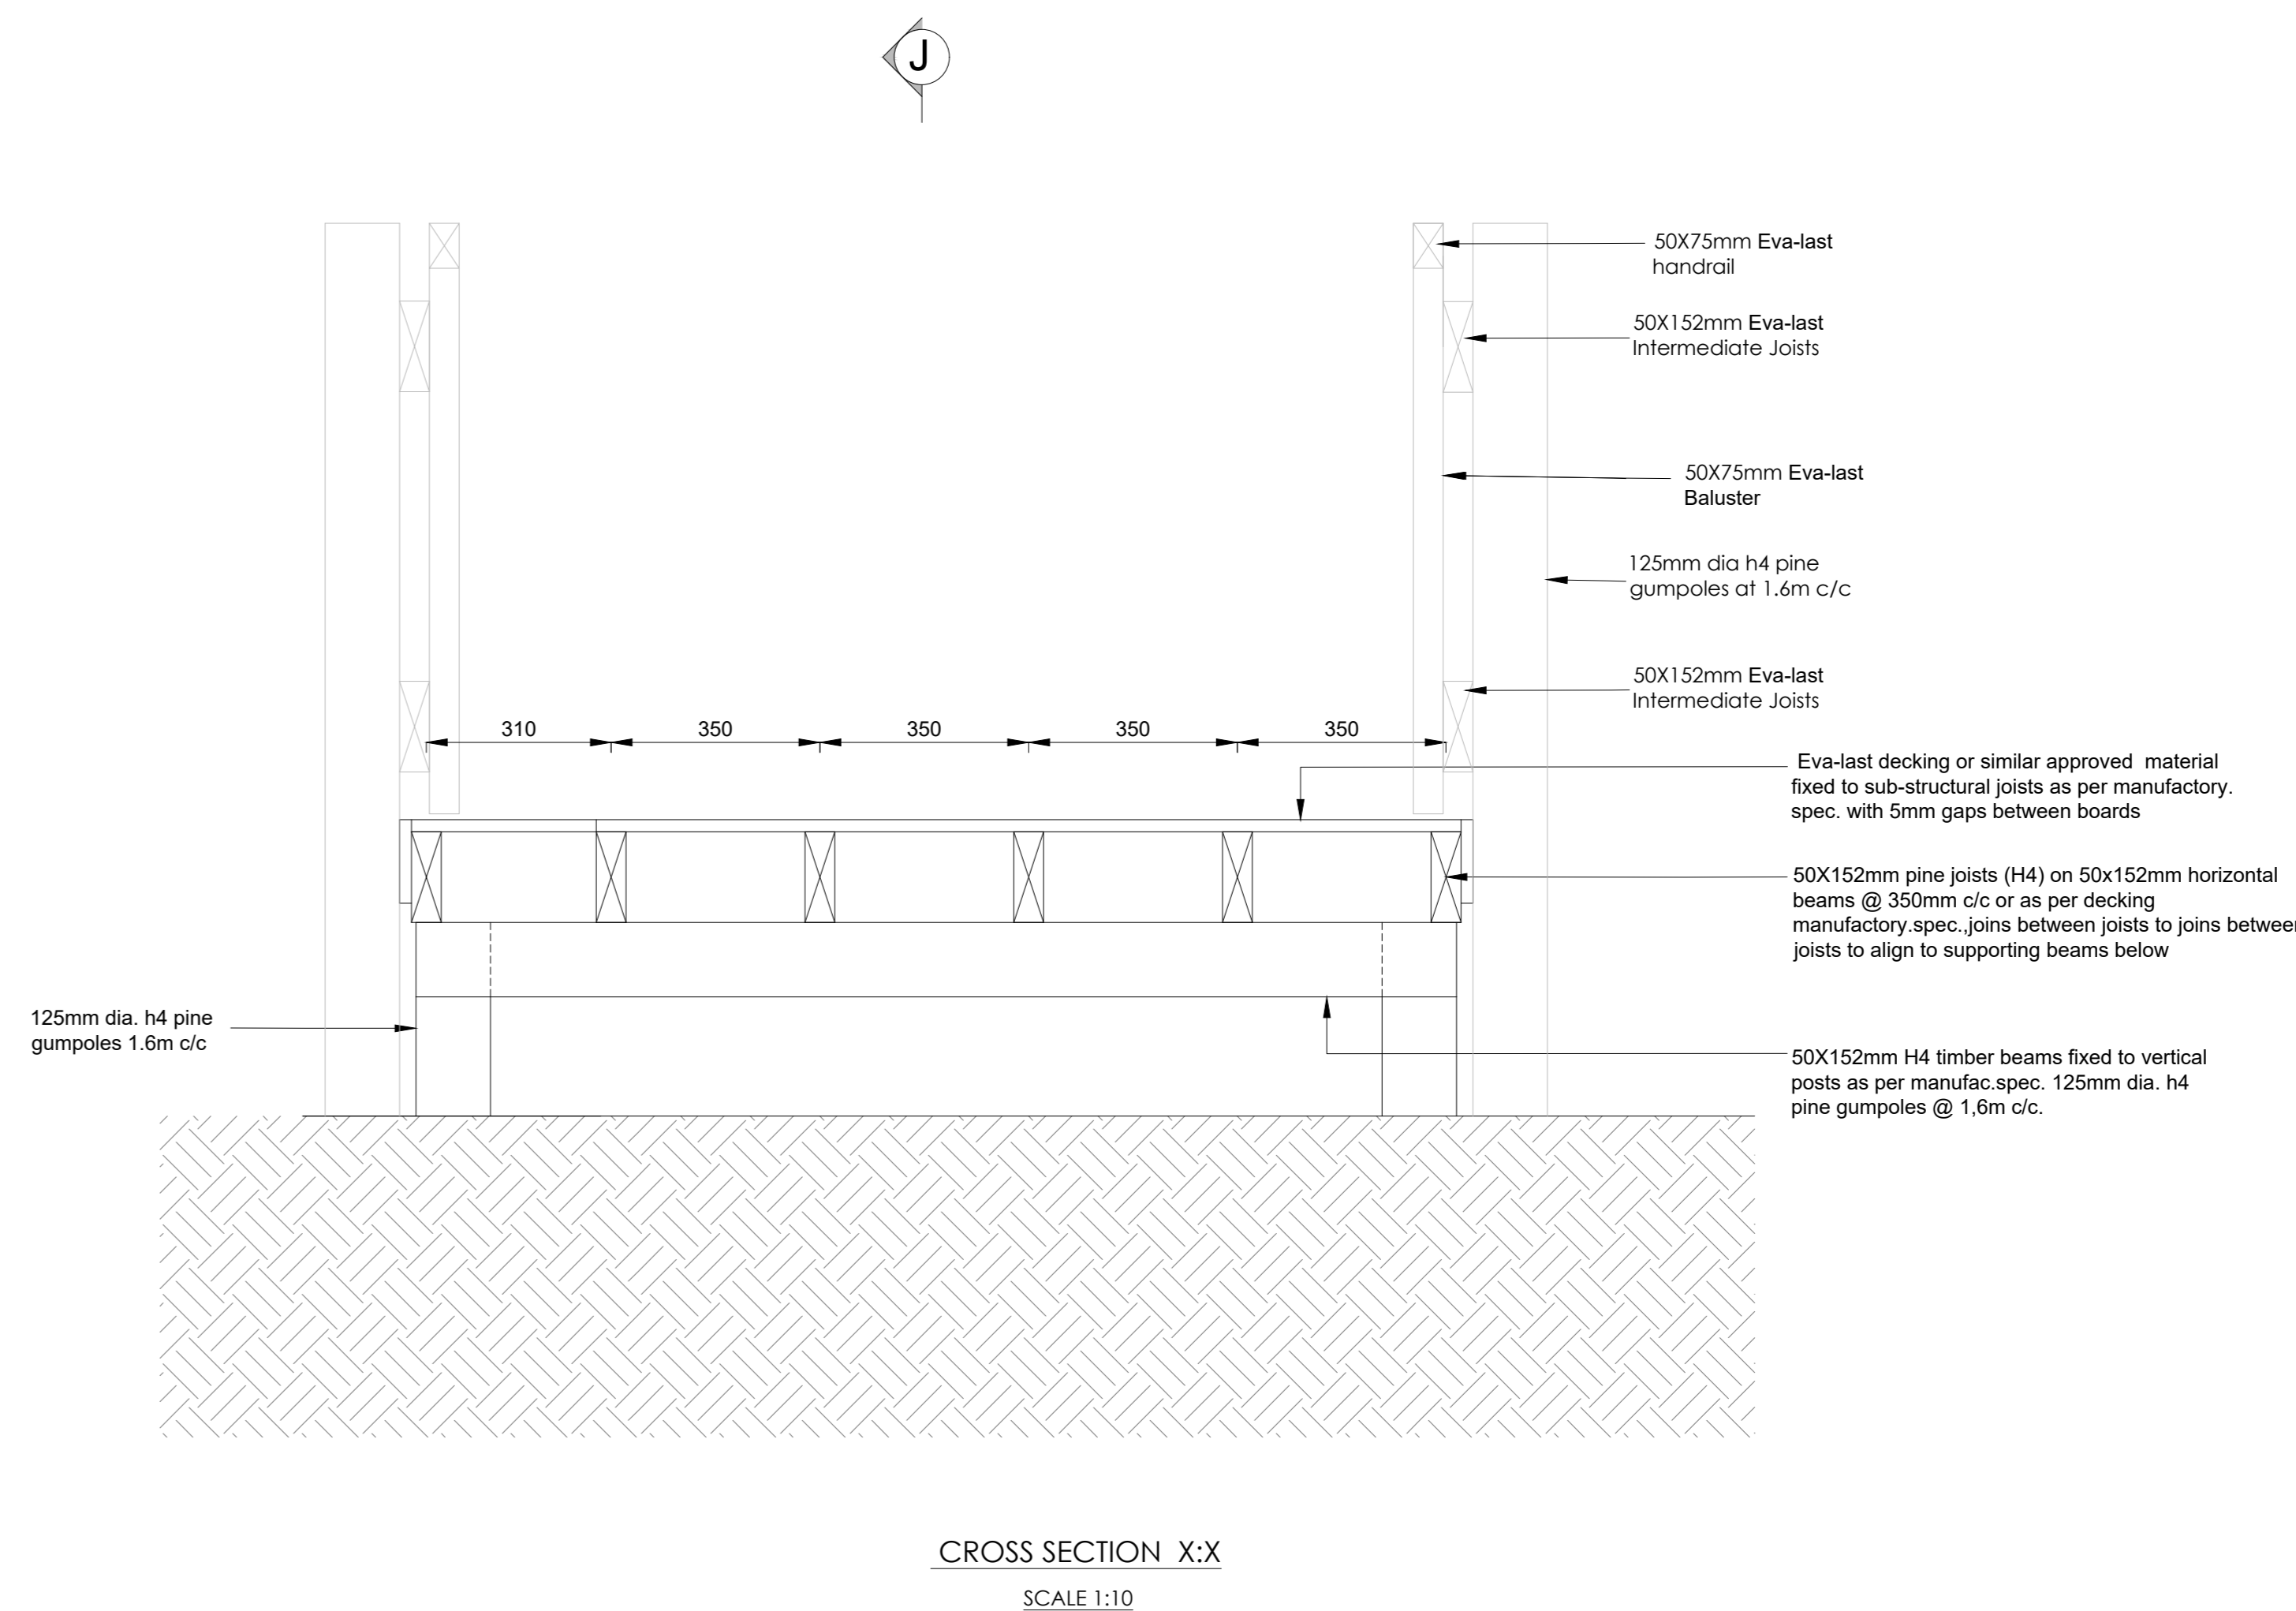 J
50X75mm Eva-last
handrail
50X152mm Eva-last
Intermediate Joists
50X75mm Eva-last
Baluster
125mm dia h4 pine
gumpoles at 1.6m c/c
50X152mm Eva-last
Intermediate Joists
310 350 350 350 350
Eva-last decking or similar approved material
fixed to sub-structural joists as per manufactory.
spec. with 5mm gaps between boards
50X152mm pine joists (H4) on 50x152mm horizontal
beams @ 350mm c/c or as per decking
manufactory.spec.,joins between joists to joins between
joists to align to supporting beams below
125mm dia. h4 pine
gumpoles 1.6m c/c
50X152mm H4 timber beams fixed to vertical
posts as per manufac.spec. 125mm dia. h4
pine gumpoles @ 1,6m c/c.
CROSS SECTION X:X
SCALE 1:10